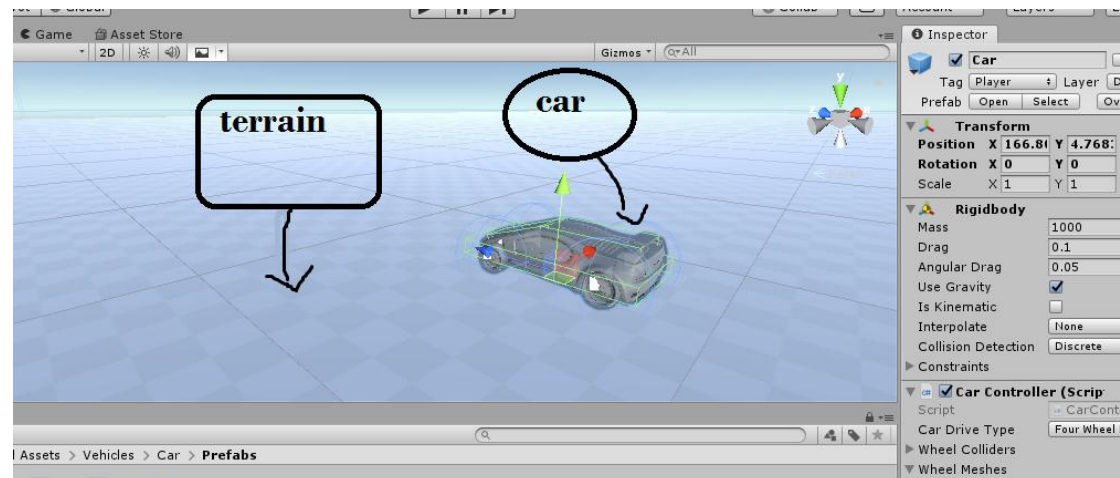 Game
Asset Store
2D
Gizmos
All
terrain
car
y
Inspector
Car
Tag Player Layer D
Prefab Open Select Ov
Transform
Position X 166.8 Y 4.768
Rotation X 0 Y 0
Scale X 1 Y 1
Rigidbody
Mass 1000
Drag 0.1
Angular Drag 0.05
Use Gravity
Is Kinematic
Interpolate None
Collision Detection Discrete
Constraints
Car Controller (Scrip
Script CarCont
Car Drive Type Four Wheel
Wheel Colliders
Wheel Meshes
Assets > Vehicles > Car > Prefabs